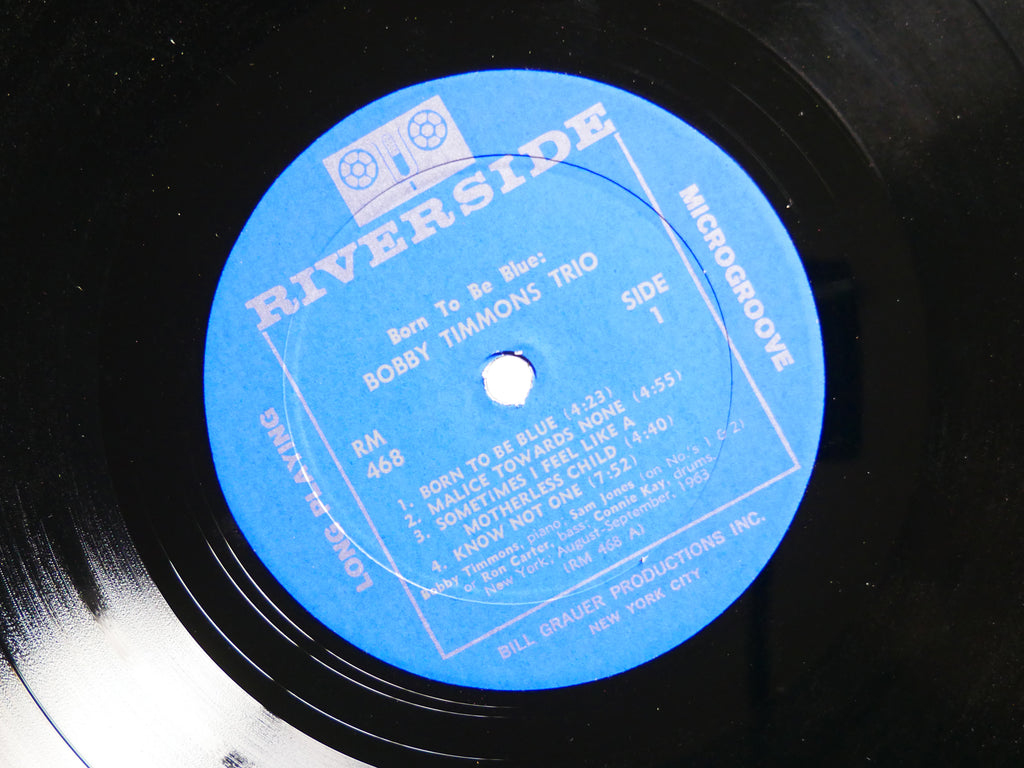 RIVERSIDE
Born To Be Blue:
BOBBY TIMMONS TRIO
SIDE
1
MICROGROOVE
LONG PLAYING
RM
468
1. BORN TO BE BLUE (4:23)
2. MALICE TOWARDS NONE (4:55)
3. SOMETIMES I FEEL LIKE A
MOTHERLESS CHILD (4:40)
4. KNOW NOT ONE (7:52)
Bobby Timmons, piano, Sam Jones (on No.'s 1 & 2)
or Ron Carter, bass, Connie Kay, drums.
New York; August-September, 1963
(RM 468 A)
BILL GRAUER PRODUCTIONS INC.
NEW YORK CITY